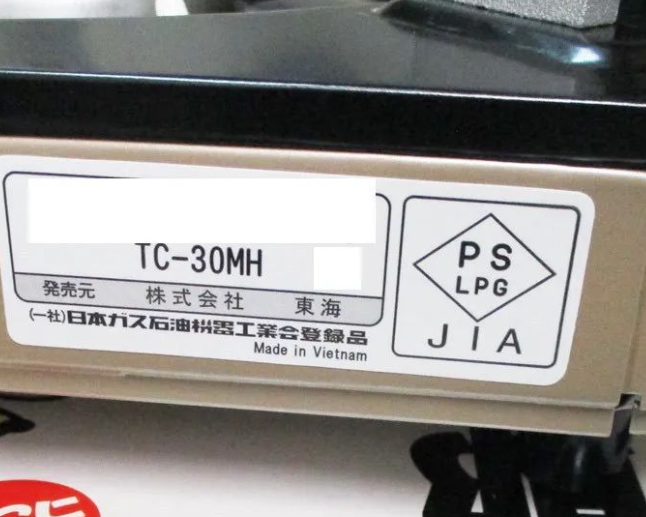 TC-30MH
発売元 株式会社 東海
(一社)日本ガス石油機器工業会登録品
Made in Vietnam
PS
LPG
JIA